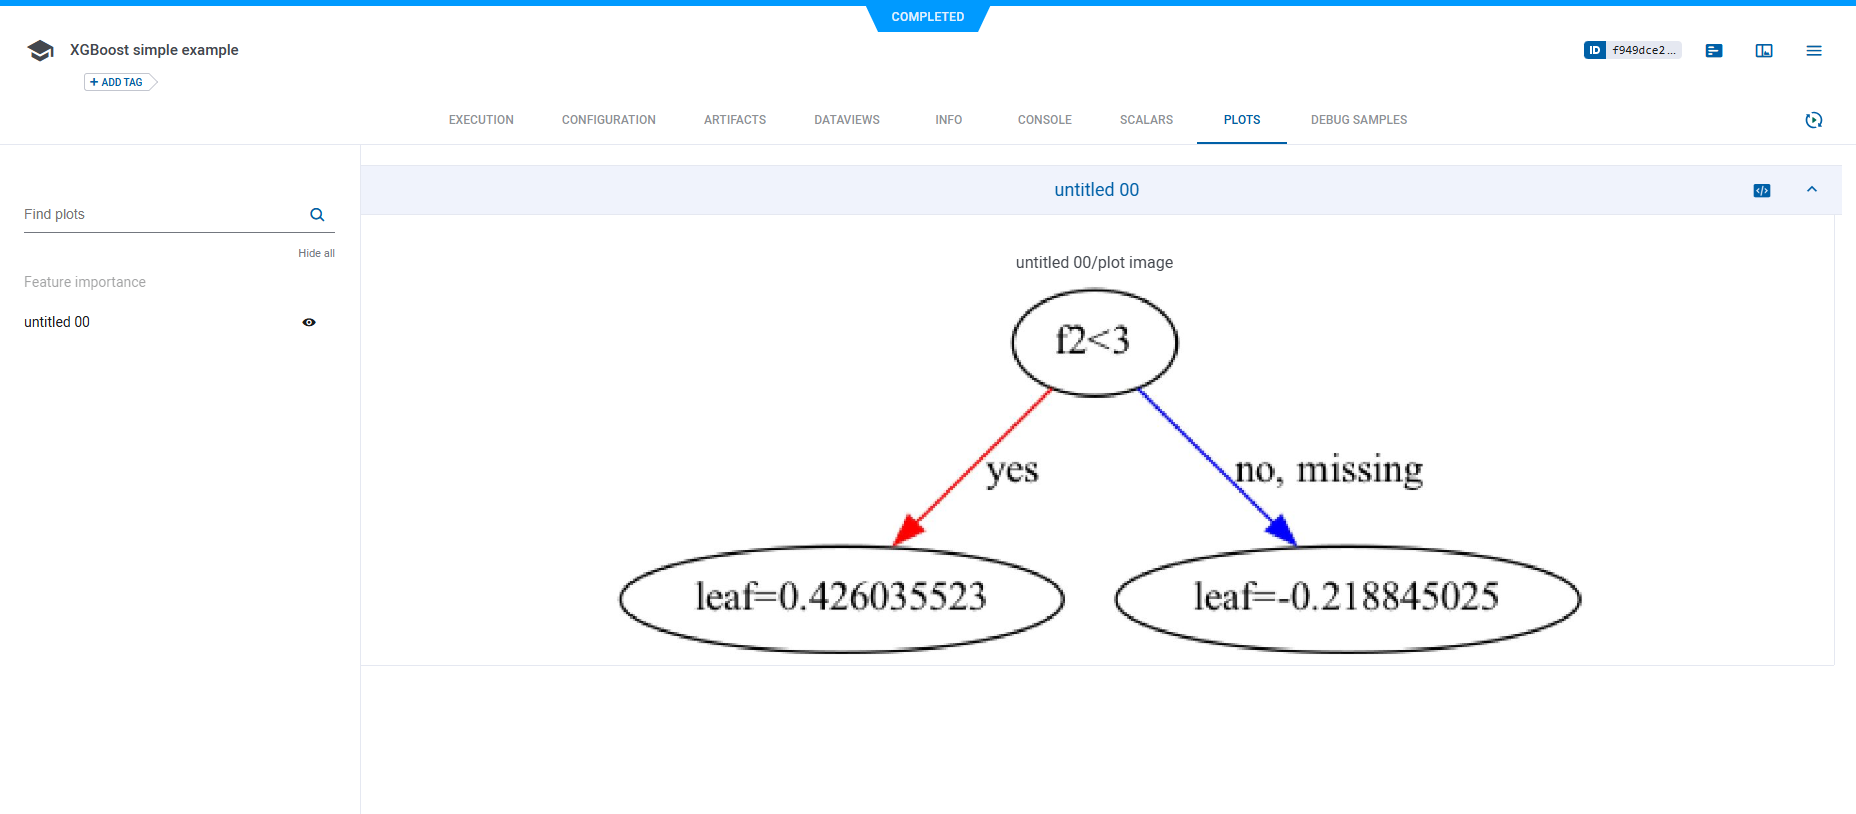 COMPLETED
XGBoost simple example
ID f949dce2...
+ ADD TAG
EXECUTION CONFIGURATION ARTIFACTS DATAVIEWS INFO CONSOLE SCALARS PLOTS DEBUG SAMPLES
Find plots
Hide all
Feature importance
untitled 00
untitled 00
untitled 00/plot image
f2<3
yes
no, missing
leaf=0.426035523
leaf=-0.218845025